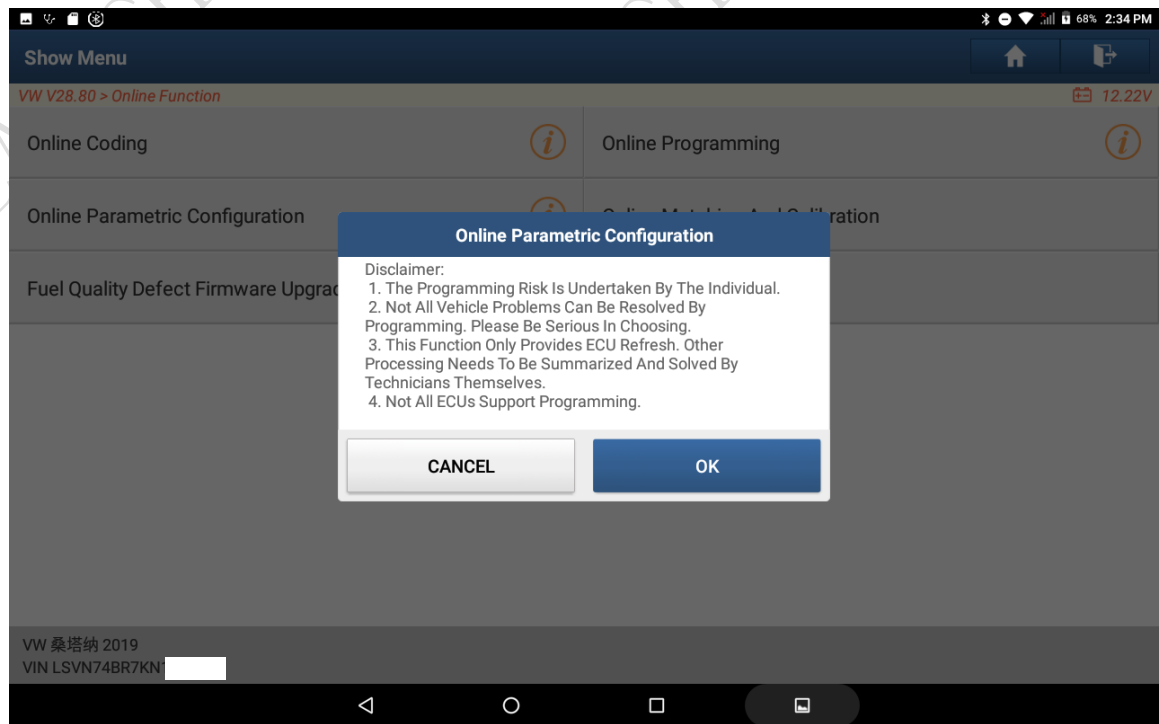 68% 2:34 PM
Show Menu
VW V28.80 > Online Function
12.22V
Online Coding
Online Programming
Online Parametric Configuration
Fuel Quality Defect Firmware
Online Parametric Configuration
Disclaimer:
1. The Programming Risk Is Undertaken By The Individual.
2. Not All Vehicle Problems Can Be Resolved By
Programming. Please Be Serious In Choosing.
3. This Function Only Provides ECU Refresh. Other
Processing Needs To Be Summarized And Solved By
Technicians Themselves.
4. Not All ECUs Support Programming.
CANCEL
OK
VW 桑塔纳 2019
VIN LSVN74BR7KN